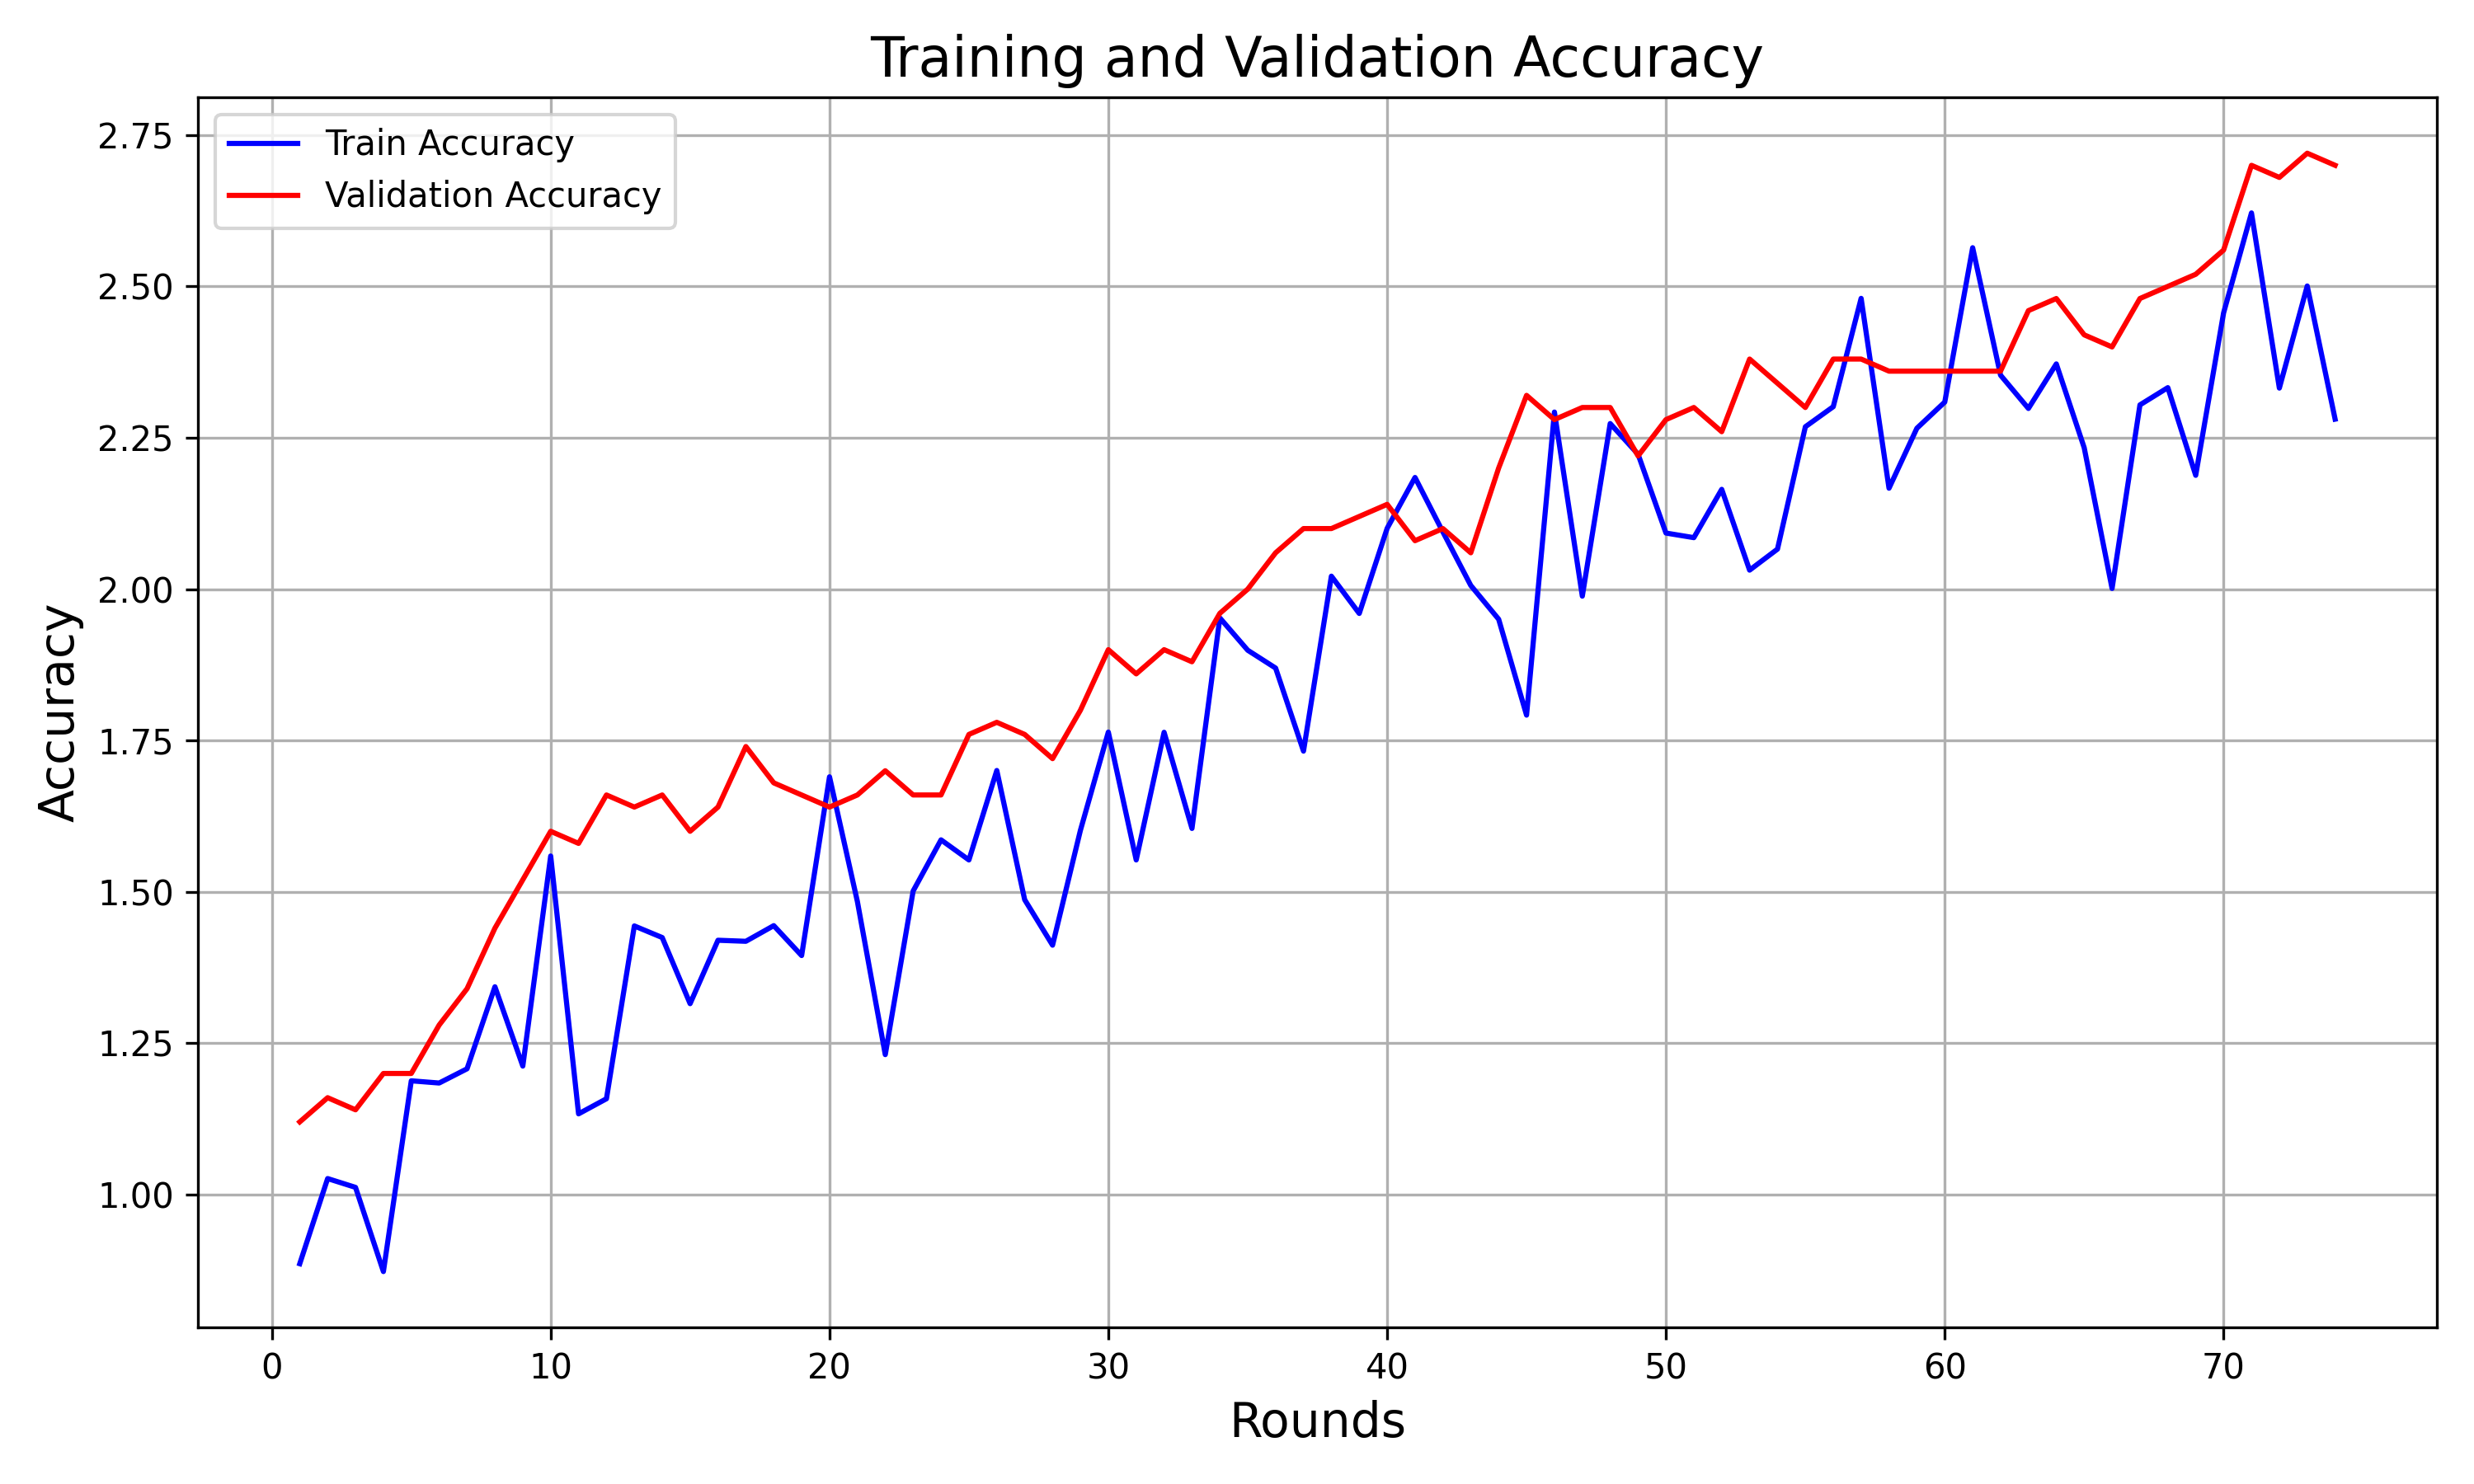 Training and Validation Accuracy
Train Accuracy
Validation Accuracy
Accuracy
2.75
2.50
2.25
2.00
1.75
1.50
1.25
1.00
0 10 20 30 40 50 60 70
Rounds